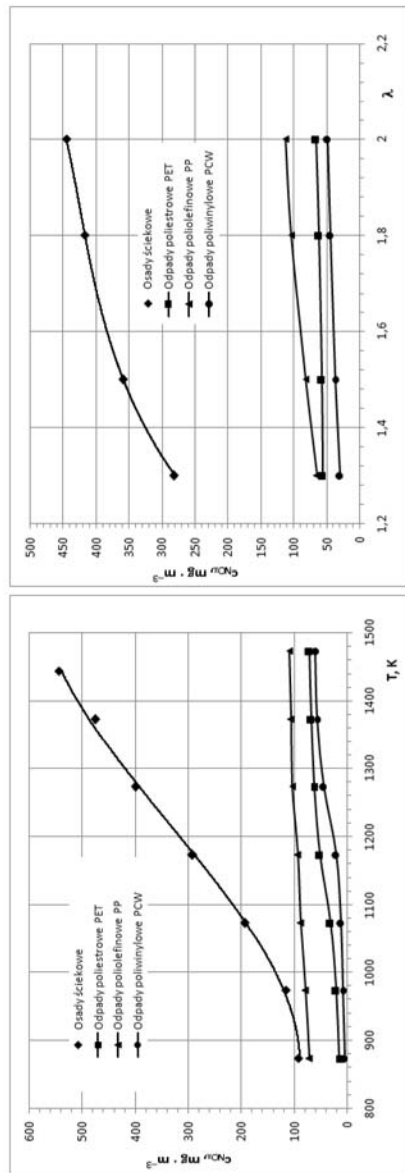 600
500
400
300
200
100
0
800
900
1000
1100
1200
1300
1400
1500
T, K
mg · m⁻³
Osady ściekowe
Odpady poliestrowe PET
Odpady poliolefinowe PP
Odpady poliwinylowe PCW
500
450
400
350
300
250
200
150
100
50
0
1,2
1,4
1,6
1,8
2
2,2
λ
mg · m⁻³
Osady ściekowe
Odpady poliestrowe PET
Odpady poliolefinowe PP
Odpady poliwinylowe PCW